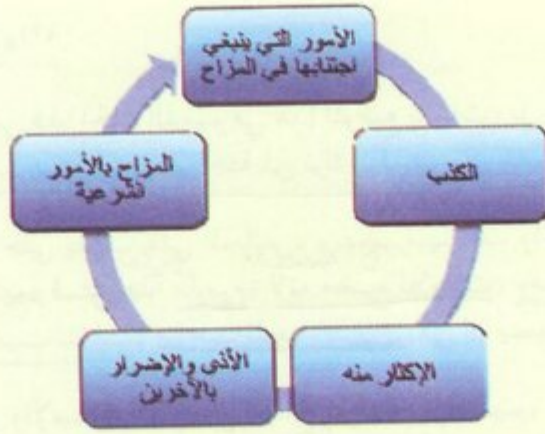 الأمور التي ينبغي
اجتنابها في المزاح
الكذب
الإكثار منه
الأذى والإضرار
بالآخرين
المزاح بالأمور
الشرعية